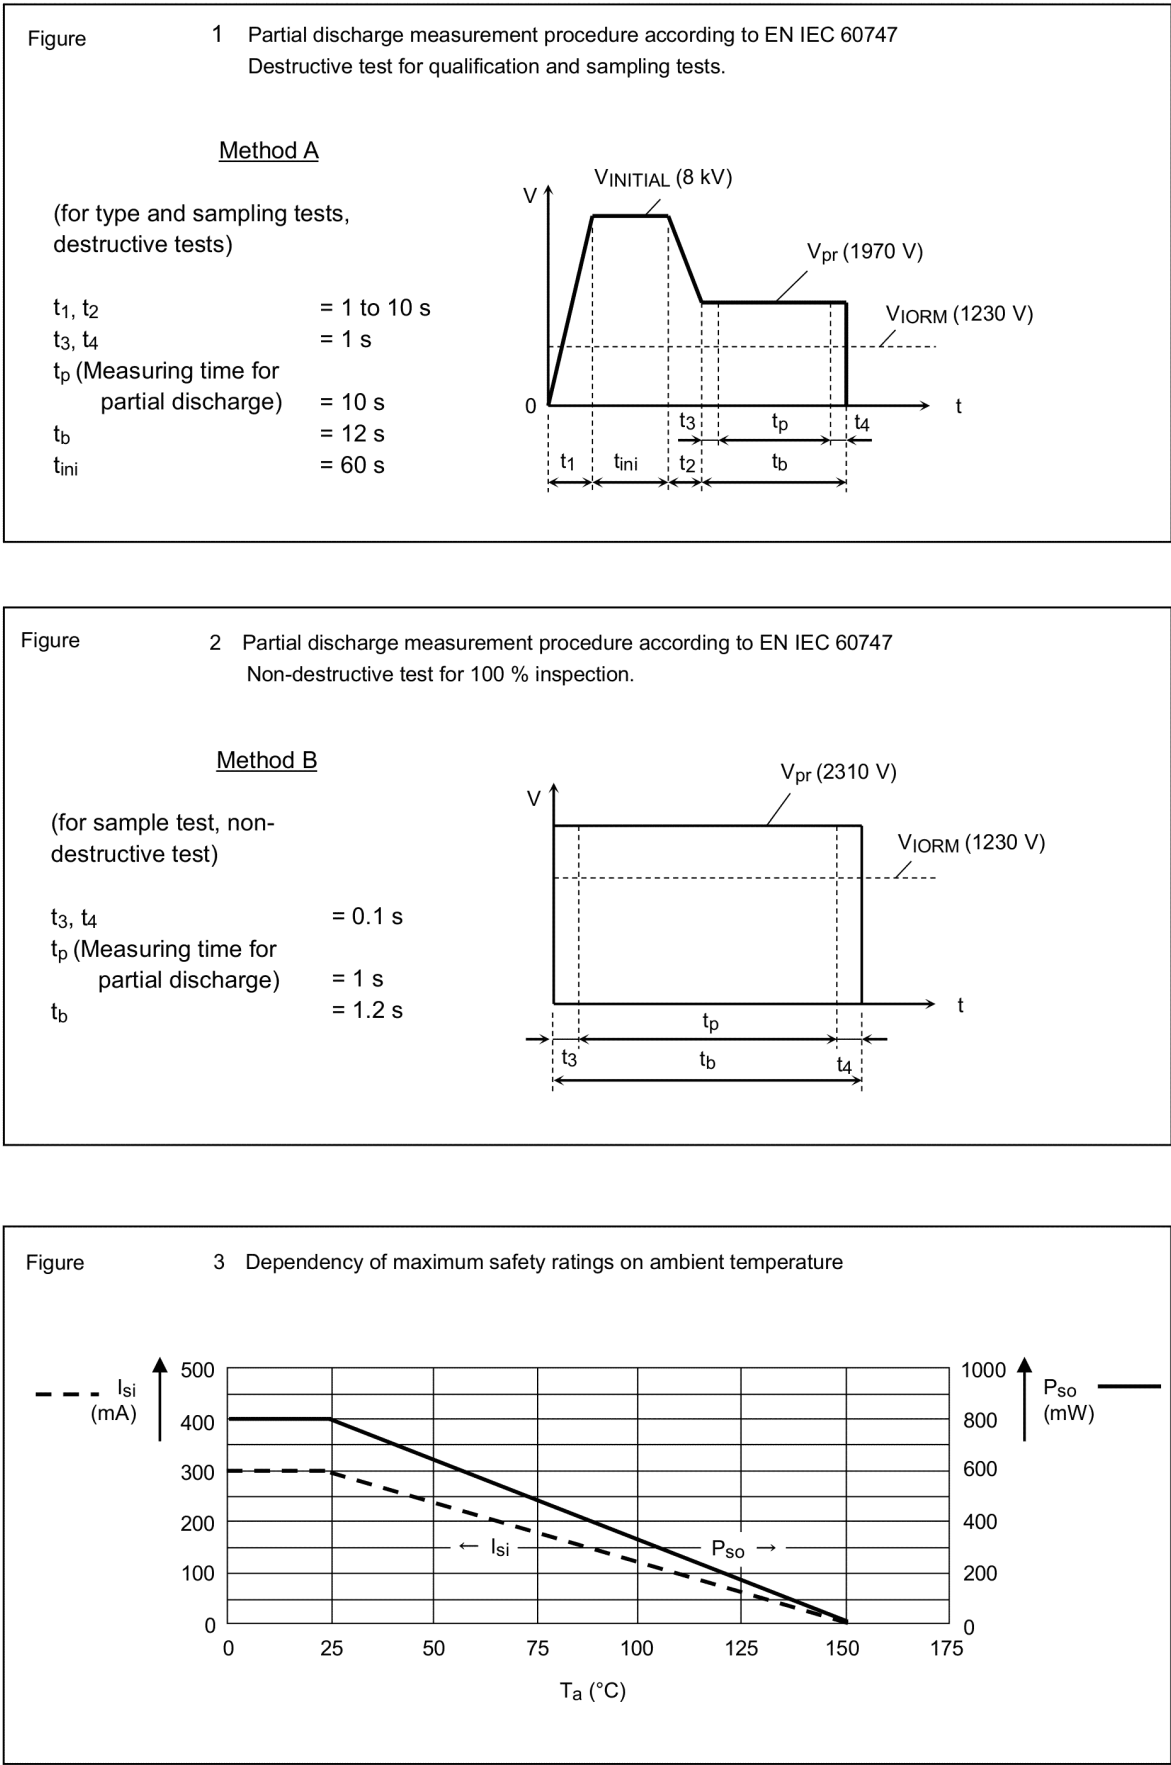 Figure 1 Partial discharge measurement procedure according to EN IEC 60747
Destructive test for qualification and sampling tests.
Method A
(for type and sampling tests,
destructive tests)
t1, t2 = 1 to 10 s
t3, t4 = 1 s
tp (Measuring time for
partial discharge) = 10 s
tb = 12 s
tini = 60 s
V
VINITIAL (8 kV)
Vpr (1970 V)
VIORM (1230 V)
0
t
t3 tp t4
t1 tini t2 tb
Figure 2 Partial discharge measurement procedure according to EN IEC 60747
Non-destructive test for 100 % inspection.
Method B
(for sample test, non-
destructive test)
t3, t4 = 0.1 s
tp (Measuring time for
partial discharge) = 1 s
tb = 1.2 s
Vpr (2310 V)
V
VIORM (1230 V)
t
tp
t3 tb t4
Figure 3 Dependency of maximum safety ratings on ambient temperature
Isi
(mA)
500
400
300
200
100
0
1000
800
600
400
200
0
Pso
(mW)
← Isi
Pso →
0 25 50 75 100 125 150 175
Ta (°C)